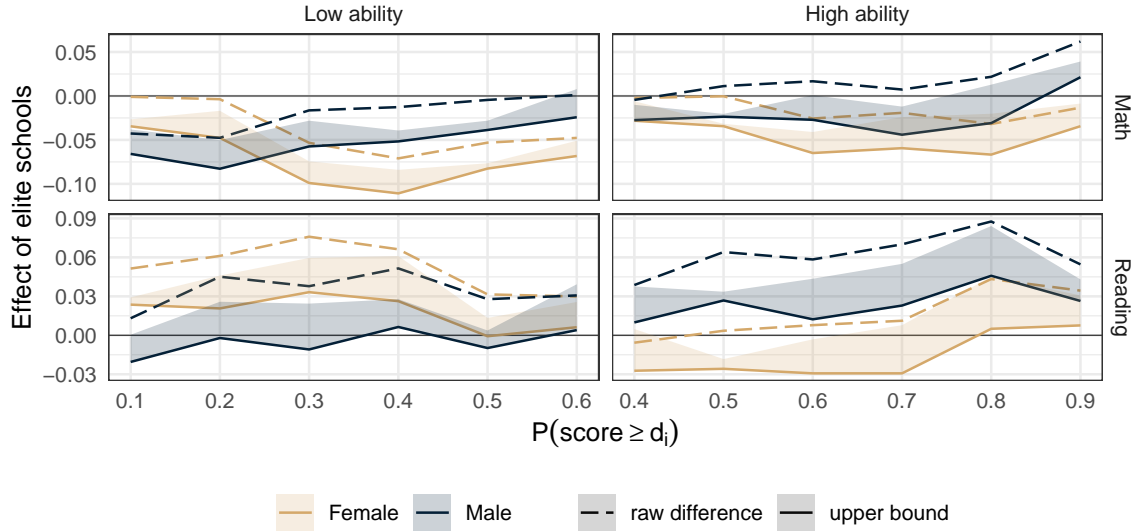 Low ability
High ability
Effect of elite schools
0.05
0.00
−0.05
−0.10
Math
0.09
0.06
0.03
0.00
−0.03
Reading
0.1 0.2 0.3 0.4 0.5 0.6
0.4 0.5 0.6 0.7 0.8 0.9
P(score ≥ di)
Female Male raw difference upper bound